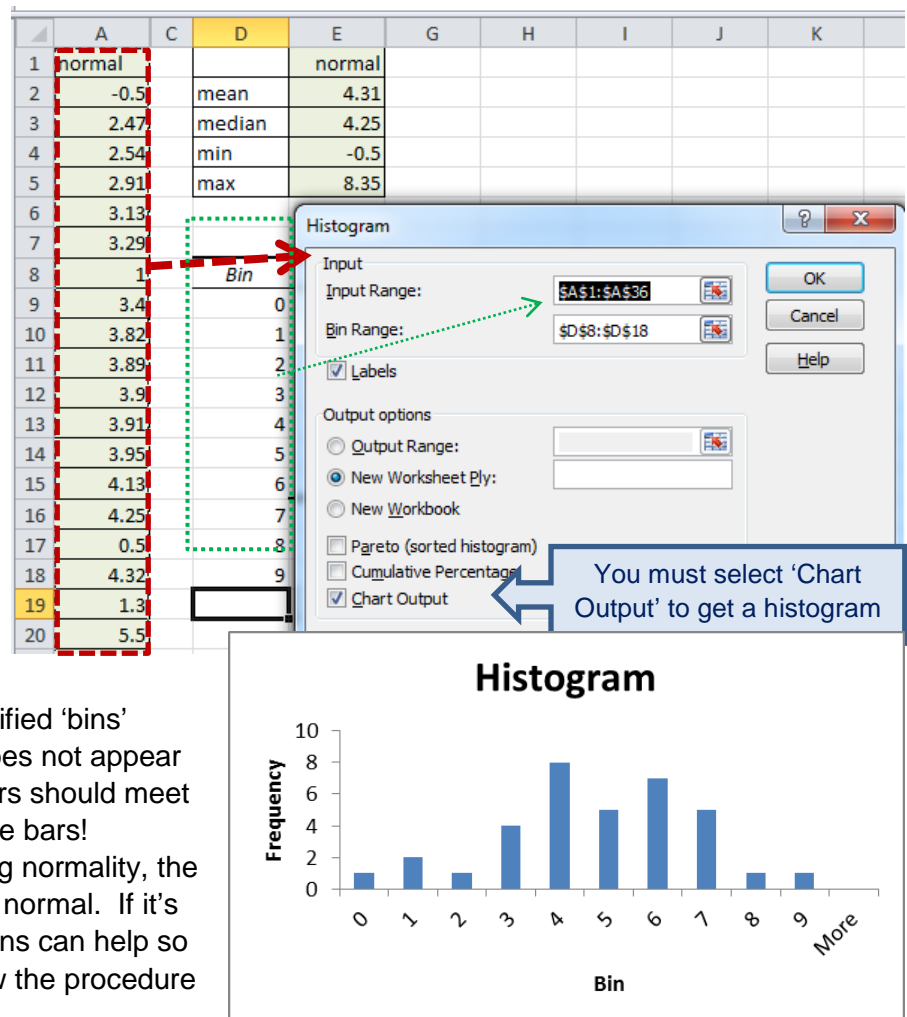 A C D E G H I J K
1 normal normal
2 -0.5 mean 4.31
3 2.47 median 4.25
4 2.54 min -0.5
5 2.91 max 8.35
6 3.13
7 3.29
8 1 Bin
9 3.4 0
10 3.82 1
11 3.89 2
12 3.9 3
13 3.91 4
14 3.95 5
15 4.13 6
16 4.25 7
17 0.5 8
18 4.32 9
19 1.3
20 5.5
Histogram
Input
Input Range: $A$1:$A$36
Bin Range: $D$8:$D$18
Labels
OK
Cancel
Help
Output options
Output Range:
New Worksheet Ply:
New Workbook
Pareto (sorted histogram)
Cumulative Percentage
Chart Output
You must select ‘Chart
Output’ to get a histogram
ified ‘bins’
oes not appear
rs should meet
e bars!
g normality, the
normal. If it’s
ns can help so
w the procedure
Histogram
Frequency
10
8
6
4
2
0
0 1 2 3 4 5 6 7 8 9 More
Bin